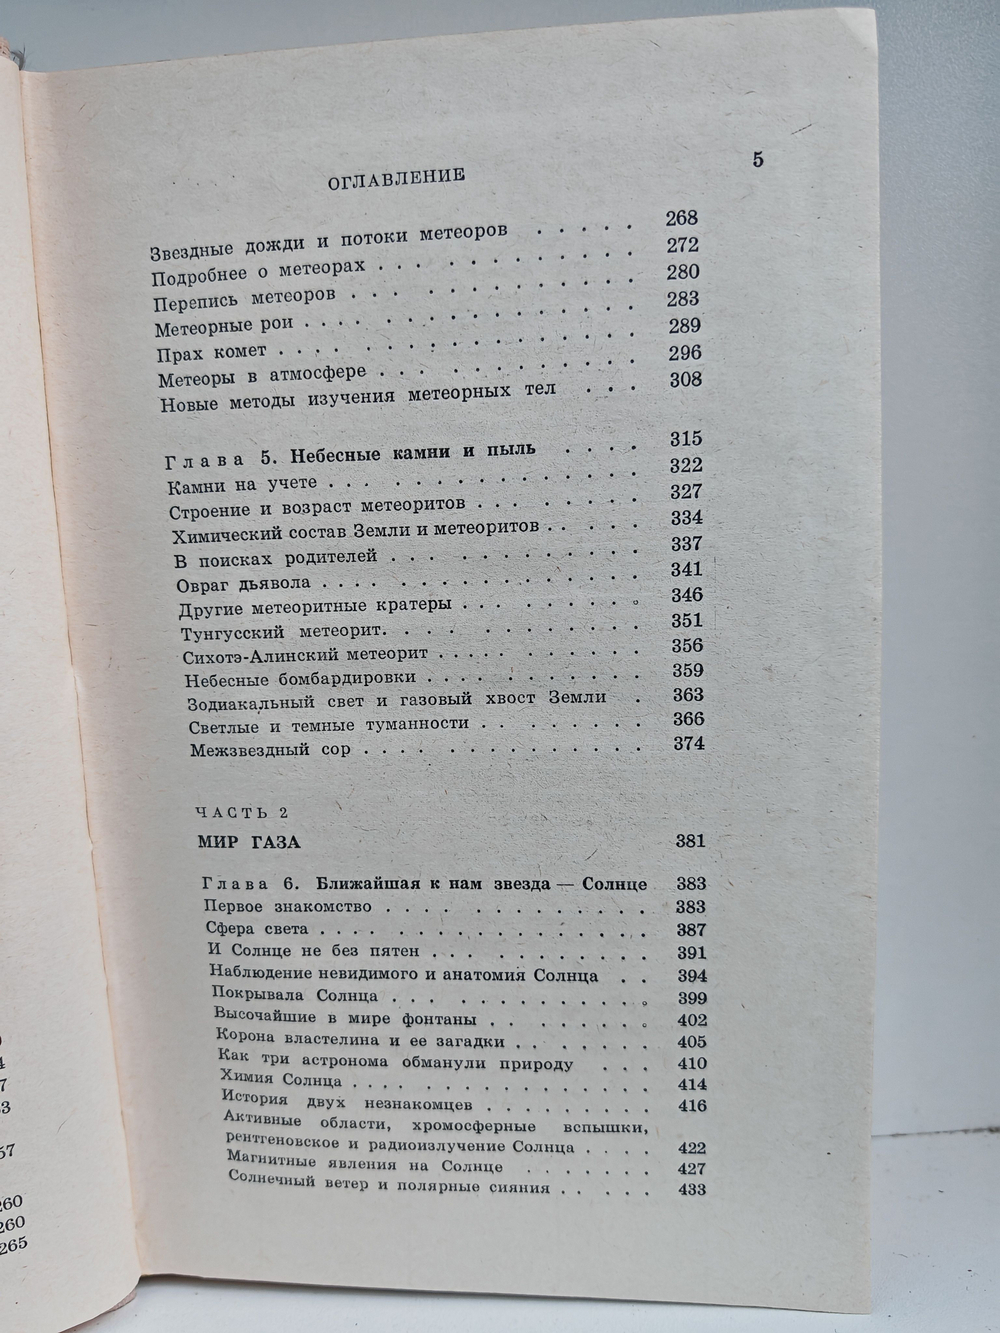 ОГЛАВЛЕНИЕ 5
Звездные дожди и потоки метеоров . . . . . 268
Подробнее о метеорах . . . . . . . . . . 272
Перепись метеоров . . . . . . . . . . . 280
Метеорные рои . . . . . . . . . . . . 283
Прах комет . . . . . . . . . . . . . 289
Метеоры в атмосфере . . . . . . . . . . 296
Новые методы изучения метеорных тел . . . 308
Глава 5. Небесные камни и пыль . . . . 315
Камни на учете . . . . . . . . . . . . 322
Строение и возраст метеоритов . . . . . . . 327
Химический состав Земли и метеоритов . . . . . 334
В поисках родителей . . . . . . . . . . 337
Овраг дьявола . . . . . . . . . . . . . 341
Другие метеоритные кратеры . . . . . . . . 346
Тунгусский метеорит. . . . . . . . . . . 351
Сихотэ-Алинский метеорит . . . . . . . . . 356
Небесные бомбардировки . . . . . . . . . 359
Зодиакальный свет и газовый хвост Земли . 363
Светлые и темные туманности . . . . . . . 366
Межзвездный сор . . . . . . . . . . . . 374
ЧАСТЬ 2
МИР ГАЗА 381
Глава 6. Ближайшая к нам звезда — Солнце 383
Первое знакомство . . . . . . . . . . . 383
Сфера света . . . . . . . . . . . . . . 387
И Солнце не без пятен . . . . . . . . . 391
Наблюдение невидимого и анатомия Солнца . . 394
Покрывала Солнца . . . . . . . . . . . 399
Высочайшие в мире фонтаны . . . . . . . 402
Корона властелина и ее загадки . . . . . . 405
Как три астронома обманули природу . . . 410
Химия Солнца . . . . . . . . . . . . . 414
История двух незнакомцев . . . . . . . . 416
Активные области, хромосферные вспышки,
рентгеновское и радиоизлучение Солнца . . . . 422
Магнитные явления на Солнце . . . . . . 427
Солнечный ветер и полярные сияния . . . . . 433
260
260
265